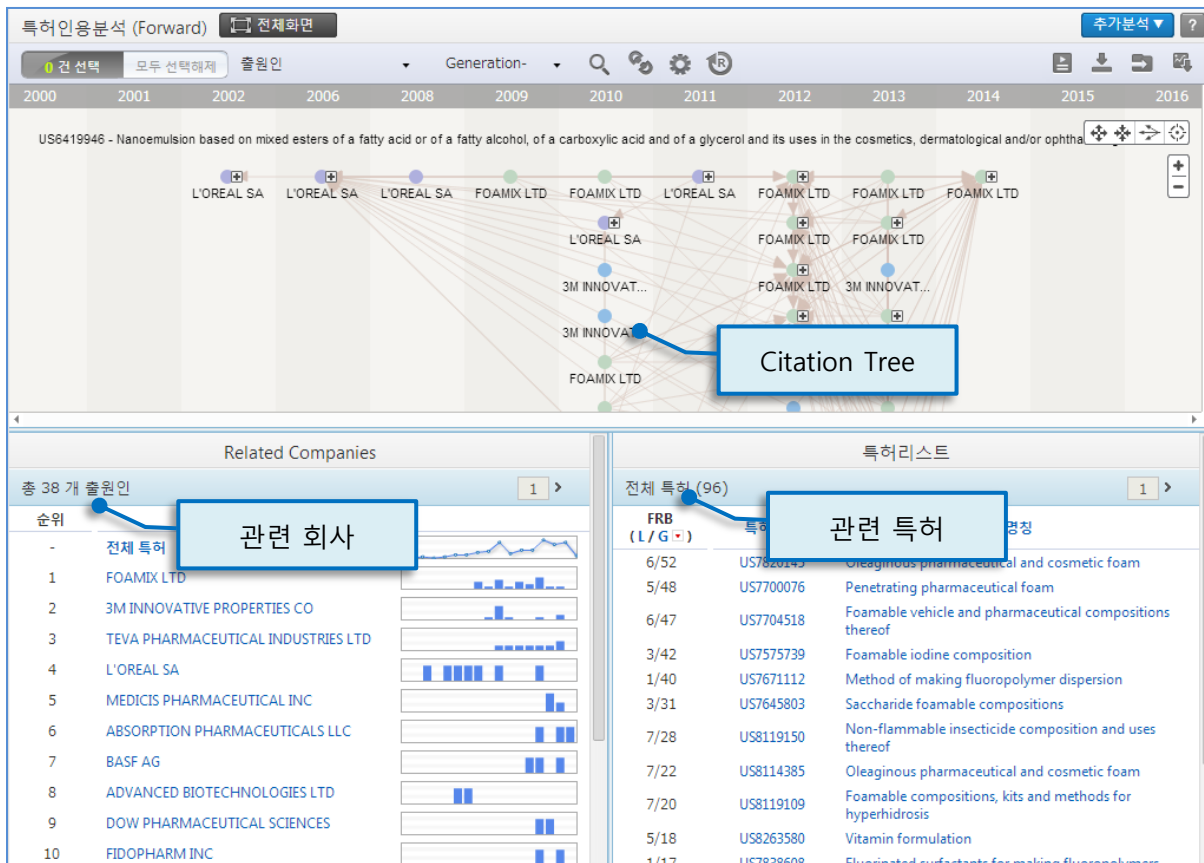 특허인용분석 (Forward) 전체화면 추가분석▼ ?
0 건 선택 모두 선택해제 출원인 Generation-
2000 2001 2002 2006 2008 2009 2010 2011 2012 2013 2014 2015 2016
US6419946 - Nanoemulsion based on mixed esters of a fatty acid or of a fatty alcohol, of a carboxylic acid and of a glycerol and its uses in the cosmetics, dermatological and/or ophtha
L'OREAL SA L'OREAL SA L'OREAL SA FOAMIX LTD FOAMIX LTD L'OREAL SA FOAMIX LTD FOAMIX LTD FOAMIX LTD
L'OREAL SA FOAMIX LTD FOAMIX LTD
3M INNOVAT... FOAMIX LTD 3M INNOVAT...
3M INNOVAT
Citation Tree
FOAMIX LTD
Related Companies
총 38 개 출원인 1 >
관련 회사
순위
- 전체 특허
1 FOAMIX LTD
2 3M INNOVATIVE PROPERTIES CO
3 TEVA PHARMACEUTICAL INDUSTRIES LTD
4 L'OREAL SA
5 MEDICIS PHARMACEUTICAL INC
6 ABSORPTION PHARMACEUTICALS LLC
7 BASF AG
8 ADVANCED BIOTECHNOLOGIES LTD
9 DOW PHARMACEUTICAL SCIENCES
10 FIDOPHARM INC
특허리스트
전체 특허 (96) 1 >
관련 특허
FRB
(L/G) 특허 명칭
6/52 US7820145 Oleaginous pharmaceutical and cosmetic foam
5/48 US7700076 Penetrating pharmaceutical foam
6/47 US7704518 Foamable vehicle and pharmaceutical compositions
thereof
3/42 US7575739 Foamable iodine composition
1/40 US7671112 Method of making fluoropolymer dispersion
3/31 US7645803 Saccharide foamable compositions
7/28 US8119150 Non-flammable insecticide composition and uses
thereof
7/22 US8114385 Oleaginous pharmaceutical and cosmetic foam
7/20 US8119109 Foamable compositions, kits and methods for
hyperhidrosis
5/18 US8263580 Vitamin formulation
1/17 US7838608 Fluorinated surfactants for making fluoropolymers